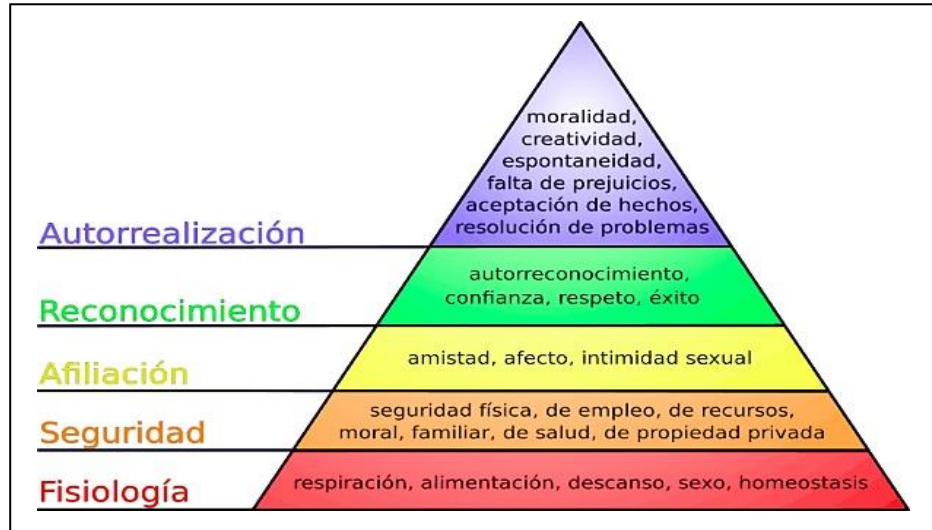 moralidad,
creatividad,
espontaneidad,
falta de prejuicios,
aceptación de hechos,
resolución de problemas
Autorrealización
autorreconocimiento,
confianza, respeto, éxito
Reconocimiento
amistad, afecto, intimidad sexual
Afiliación
seguridad física, de empleo, de recursos,
moral, familiar, de salud, de propiedad privada
Seguridad
respiración, alimentación, descanso, sexo, homeostasis
Fisiología